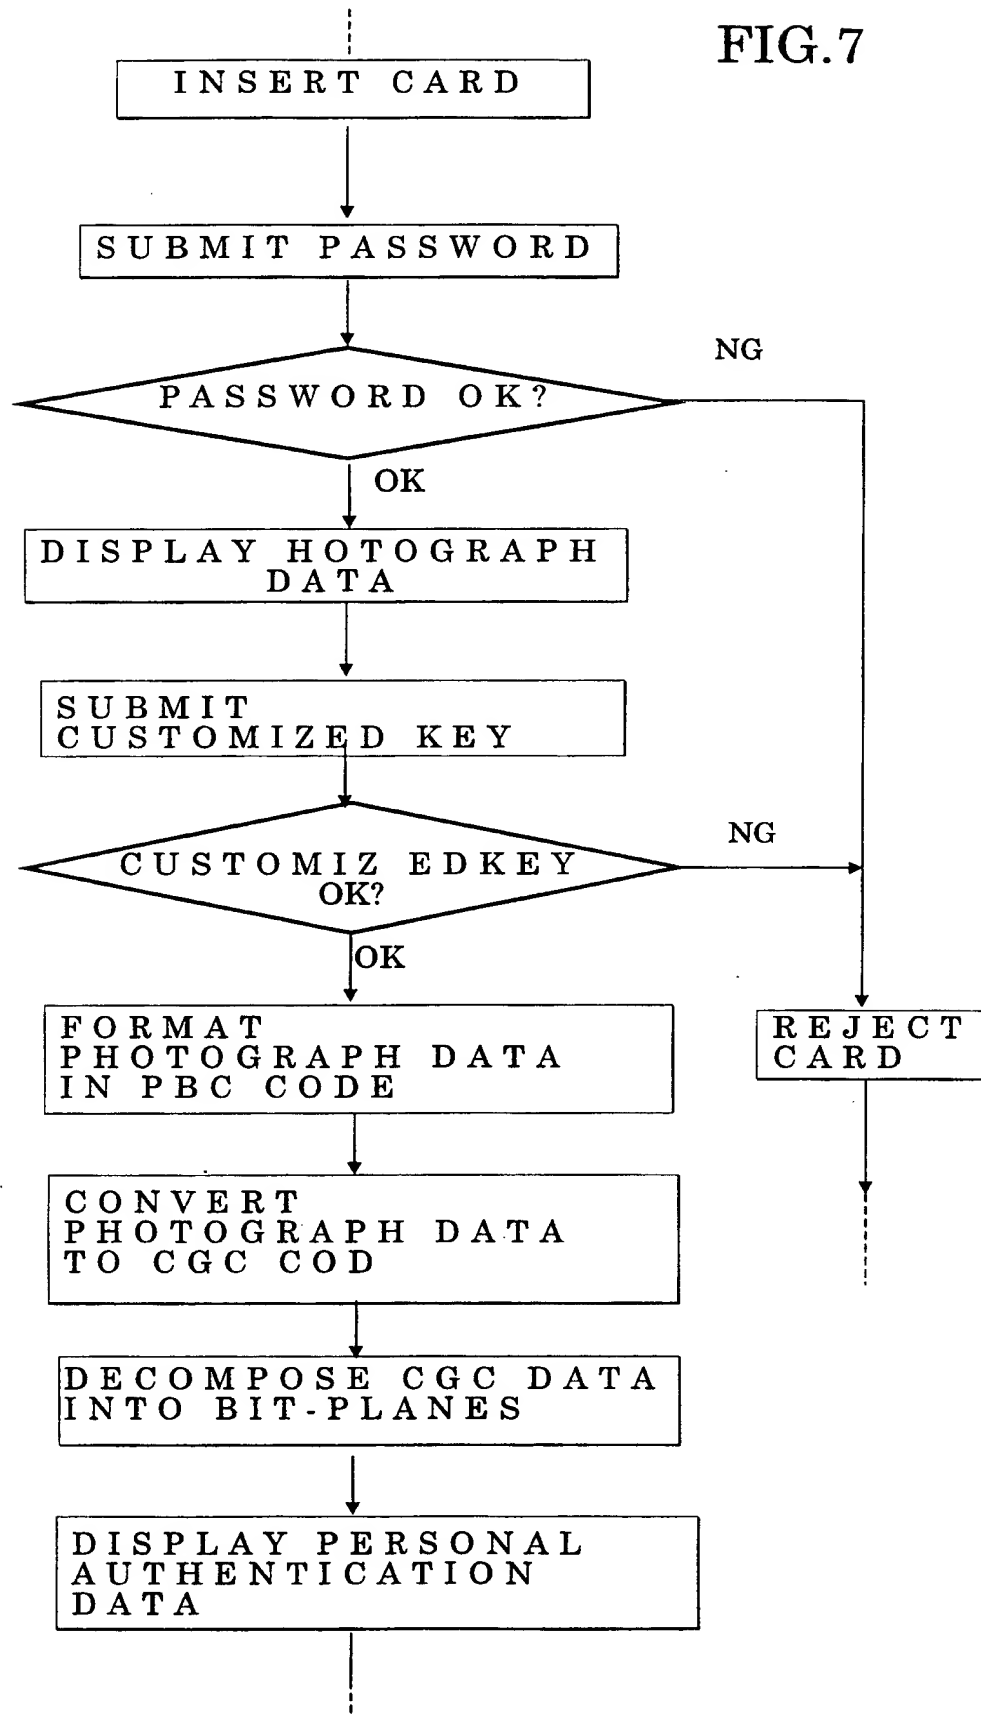 FIG.7
INSERT CARD
SUBMIT PASSWORD
NG
PASSWORD OK?
OK
DISPLAY HOTOGRAPH
DATA
SUBMIT
CUSTOMIZED KEY
NG
CUSTOMIZ EDKEY
OK?
OK
FORMAT
PHOTOGRAPH DATA
IN PBC CODE
REJECT
CARD
CONVERT
PHOTOGRAPH DATA
TO CGC COD
DECOMPOSE CGC DATA
INTO BIT-PLANES
DISPLAY PERSONAL
AUTHENTICATION
DATA